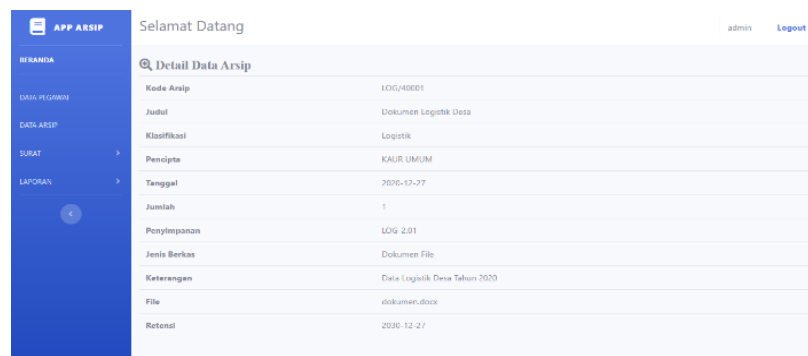 APP ARSIP
Selamat Datang
admin Logout
BERANDA
DATA PEGAWAI
DATA ARSIP
SURAT
LAPORAN
Detail Data Arsip
Kode Arsip LOG/40001
Judul Dokumen Logistik Desa
Klasifikasi Logistik
Pencipta KAUR UMUM
Tanggal 2020-12-27
Jumlah 1
Penyimpanan LOG 2.01
Jenis Berkas Dokumen File
Keterangan Data Logistik Desa Tahun 2020
File dokumen.docx
Retensi 2030-12-27